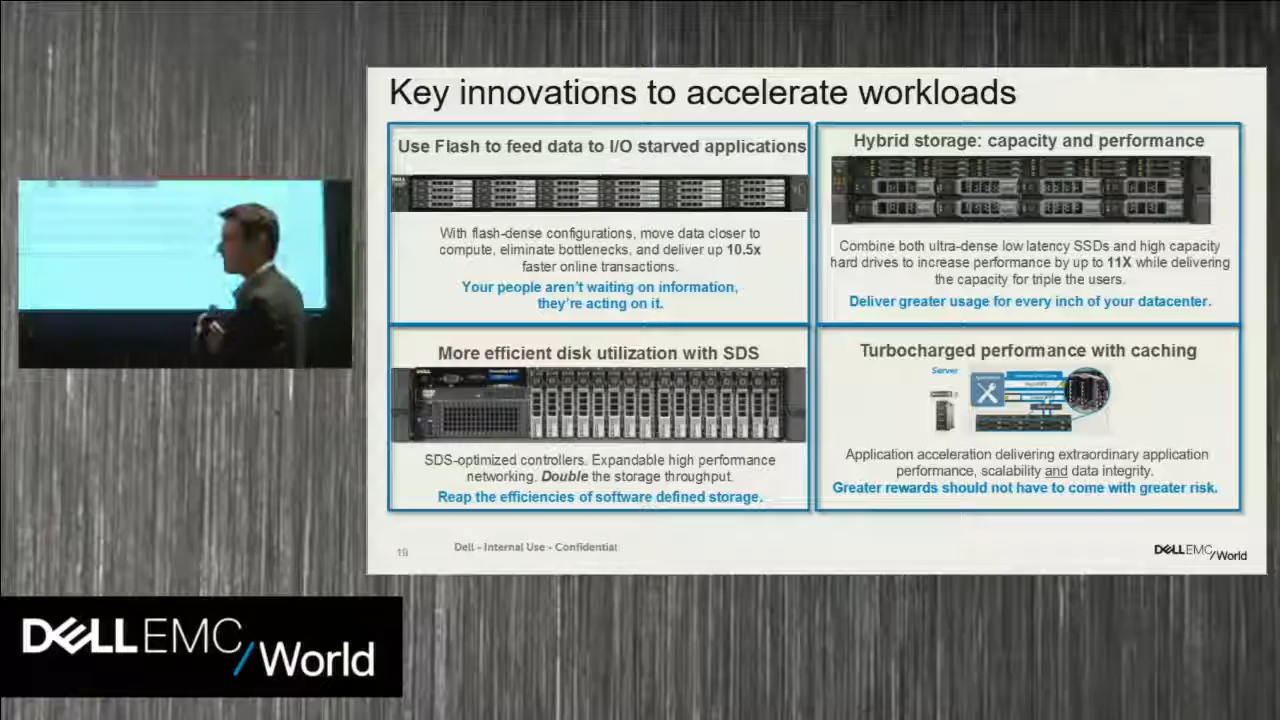 Key innovations to accelerate workloads
Use Flash to feed data to I/O starved applications
With flash-dense configurations, move data closer to
compute, eliminate bottlenecks, and deliver up 10.5x
faster online transactions.
Your people aren't waiting on information,
they're acting on it.
Hybrid storage: capacity and performance
Combine both ultra-dense low latency SSDs and high capacity
hard drives to increase performance by up to 11X while delivering
the capacity for triple the users.
Deliver greater usage for every inch of your datacenter.
More efficient disk utilization with SDS
SDS-optimized controllers. Expandable high performance
networking. Double the storage throughput.
Reap the efficiencies of software defined storage.
Turbocharged performance with caching
Server
Application acceleration delivering extraordinary application
performance, scalability and data integrity.
Greater rewards should not have to come with greater risk.
19
Dell - Internal Use - Confidential
DELLEMC/World
DELLEMC
/World